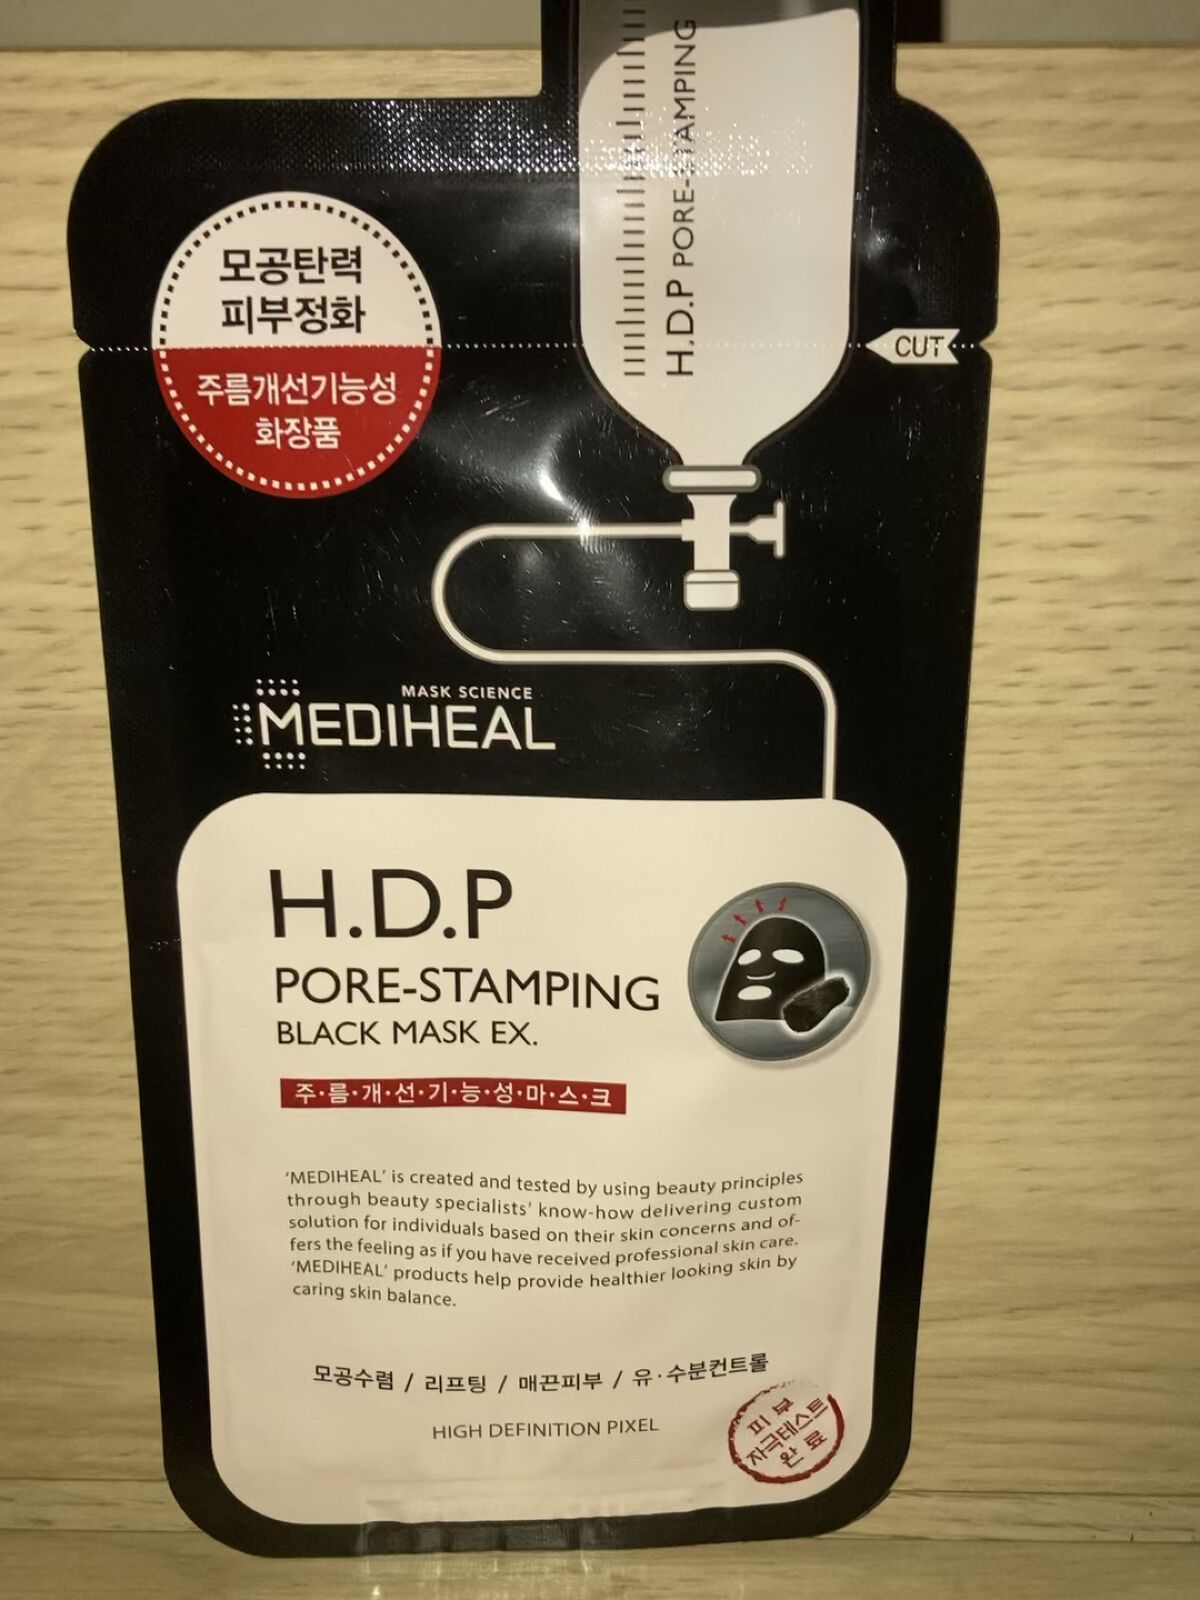 H.D.P PORE-STAMPING
모공탄력
피부정화
주름개선기능성
화장품
CUT
MASK SCIENCE
MEDIHEAL
H.D.P
PORE-STAMPING
BLACK MASK EX.
주·름·개·선·기·능·성·마·스·크
'MEDIHEAL' is created and tested by using beauty principles
through beauty specialists' know-how delivering custom
solution for individuals based on their skin concerns and of-
fers the feeling as if you have received professional skin care.
'MEDIHEAL' products help provide healthier looking skin by
caring skin balance.
모공수렴 / 리프팅 / 매끈피부 / 유·수분컨트롤
HIGH DEFINITION PIXEL
피부
자극테스트
완료